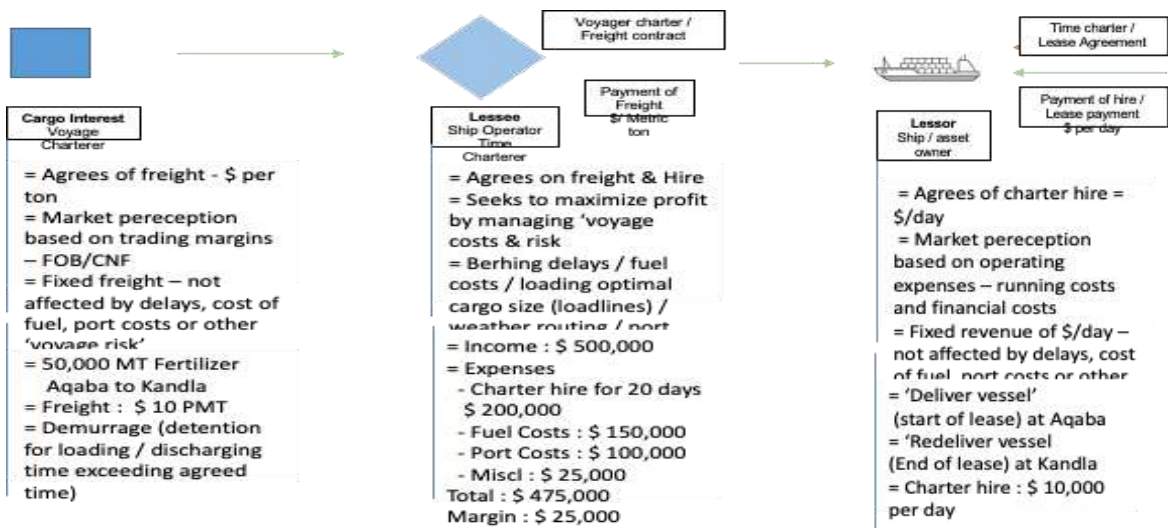 Voyager charter /
Freight contract
Payment of
Freight
$/ Metric
ton
Time charter /
Lease Agreement
Payment of hire /
Lease payment
$ per day
Cargo Interest
Voyage
Charterer
= Agrees of freight - $ per
ton
= Market pereception
based on trading margins
– FOB/CNF
= Fixed freight – not
affected by delays, cost of
fuel, port costs or other
‘voyage risk’
= 50,000 MT Fertilizer
Aqaba to Kandla
= Freight : $ 10 PMT
= Demurrage (detention
for loading / discharging
time exceeding agreed
time)
Lessee
Ship Operator
Time
Charterer
= Agrees on freight & Hire
= Seeks to maximize profit
by managing ‘voyage
costs & risk
= Berhing delays / fuel
costs / loading optimal
cargo size (loadlines) /
weather routing / port
= Income : $ 500,000
= Expenses
- Charter hire for 20 days
$ 200,000
- Fuel Costs : $ 150,000
- Port Costs : $ 100,000
- Miscl : $ 25,000
Total : $ 475,000
Margin : $ 25,000
Lessor
Ship / asset
owner
= Agrees of charter hire =
$/day
= Market pereception
based on operating
expenses – running costs
and financial costs
= Fixed revenue of $/day –
not affected by delays, cost
of fuel, port costs or other
= ‘Deliver vessel’
(start of lease) at Aqaba
= ‘Redeliver vessel
(End of lease) at Kandla
= Charter hire : $ 10,000
per day